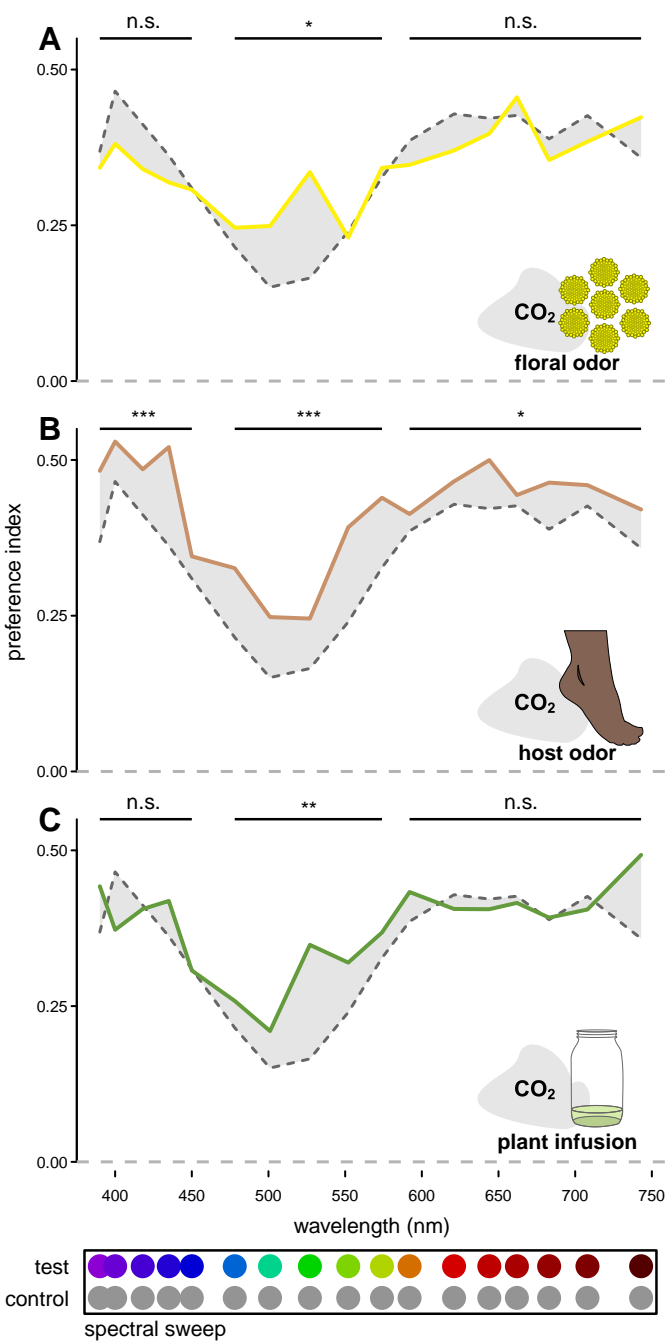 A
n.s.
*
n.s.
0.50
0.25
0.00
CO₂
floral odor
B
***
***
*
0.50
0.25
0.00
CO₂
host odor
preference index
C
n.s.
**
n.s.
0.50
0.25
0.00
CO₂
plant infusion
400 450 500 550 600 650 700 750
wavelength (nm)
test
control
spectral sweep